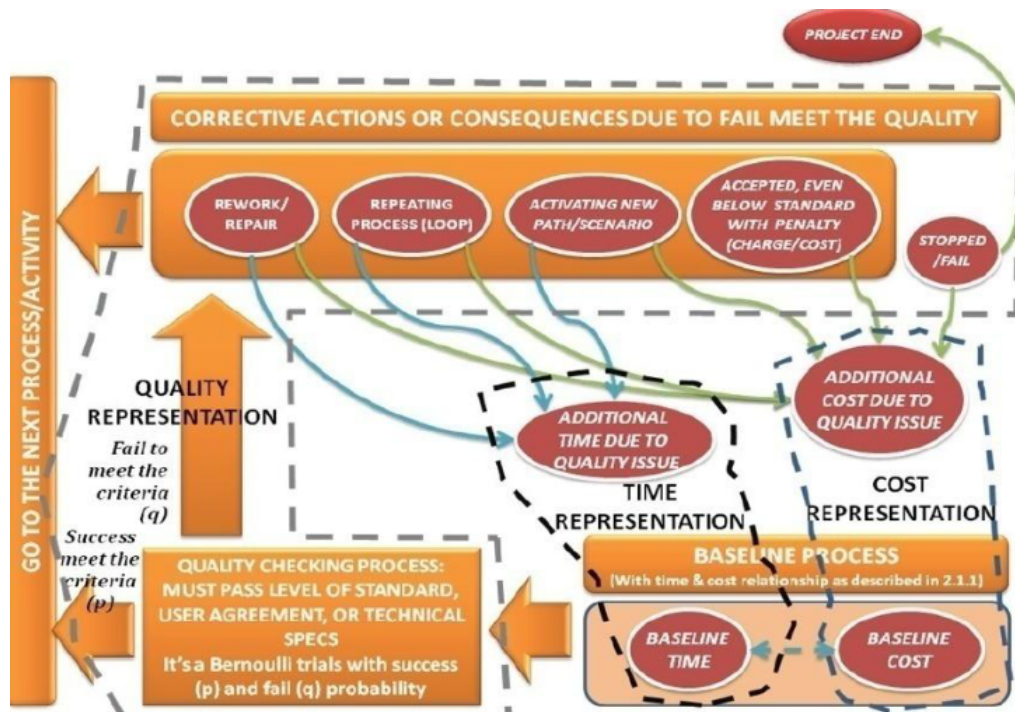 PROJECT END
CORRECTIVE ACTIONS OR CONSEQUENCES DUE TO FAIL MEET THE QUALITY
REWORK/
REPAIR
REPEATING
PROCESS (LOOP)
ACTIVATING NEW
PATH/SCENARIO
ACCEPTED, EVEN
BELOW STANDARD
WITH PENALTY
(CHARGE/COST)
STOPPED
/FAIL
GO TO THE NEXT PROCESS/ACTIVITY
QUALITY
REPRESENTATION
Fail to
meet the
criteria
(q)
Success
meet the
criteria
(p)
ADDITIONAL
TIME DUE TO
QUALITY ISSUE
TIME
REPRESENTATION
ADDITIONAL
COST DUE TO
QUALITY ISSUE
COST
REPRESENTATION
QUALITY CHECKING PROCESS:
MUST PASS LEVEL OF STANDARD,
USER AGREEMENT, OR TECHNICAL
SPECS
It's a Bernoulli trials with success
(p) and fail (q) probability
BASELINE PROCESS
(With time & cost relationship as described in 2.1.1)
BASELINE
TIME
BASELINE
COST